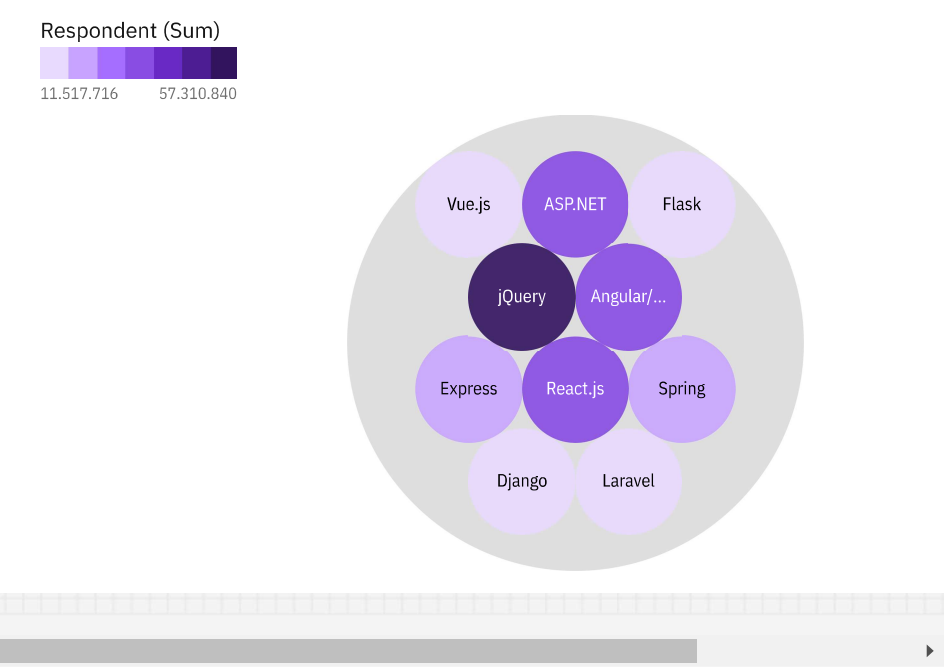 Respondent (Sum)
11.517.716 57.310.840
Vue.js ASP.NET Flask
jQuery Angular/...
Express React.js Spring
Django Laravel